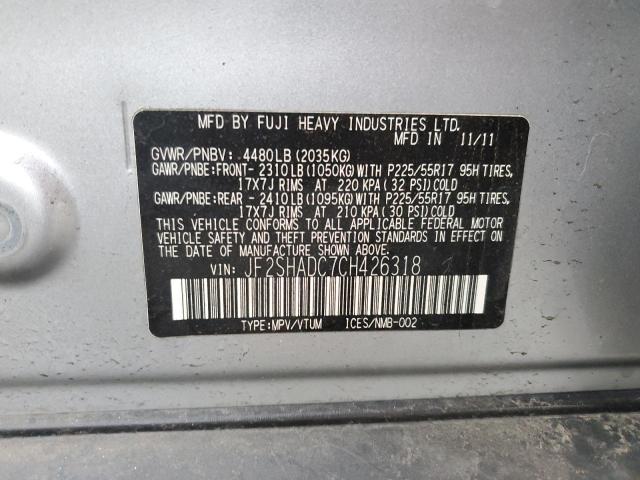 MFD BY FUJI HEAVY INDUSTRIES LTD.
MFD IN 11/11
GVWR/PNBV: 4480LB (2035KG)
GAWR/PNBE:FRONT- 2310LB (1050KG) WITH P225/55R17 95H TIRES,
17X7J RIMS AT 220 KPA (32 PSI) COLD
GAWR/PNBE:REAR - 2410LB (1095KG) WITH P225/55R17 95H TIRES,
17X7J RIMS AT 210 KPA (30 PSI) COLD
THIS VEHICLE CONFORMS TO ALL APPLICABLE FEDERAL MOTOR
VEHICLE SAFETY AND THEFT PREVENTION STANDARDS IN EFFECT ON
THE DATE OF MANUFACTURE SHOWN ABOVE.
VIN: JF2SHADC7CH426318
TYPE:MPV/VTUM ICES/NMB-002